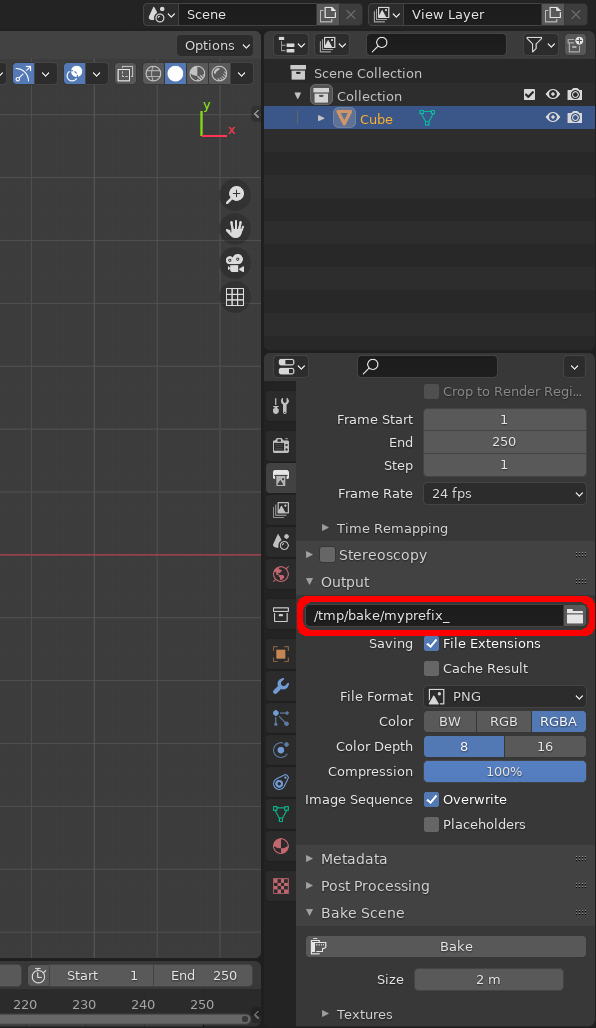 Scene View Layer
Options
Scene Collection
Collection
Cube
y
x
Crop to Render Regi...
Frame Start 1
End 250
Step 1
Frame Rate 24 fps
Time Remapping
Stereoscopy
Output
/tmp/bake/myprefix_
Saving File Extensions
Cache Result
File Format PNG
Color BW RGB RGBA
Color Depth 8 16
Compression 100%
Image Sequence Overwrite
Placeholders
Metadata
Post Processing
Bake Scene
Bake
Size 2 m
Textures
Start 1 End 250
220 230 240 250